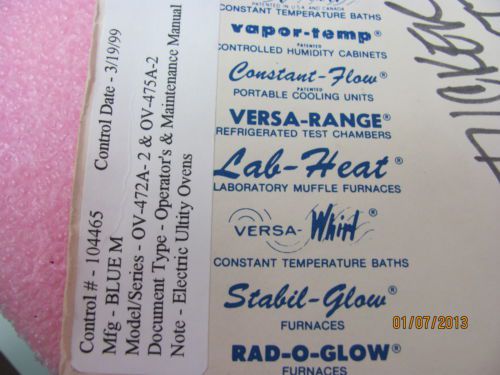 Control # - 104465 Control Date - 3/19/99
Mfg - BLUE M
Model/Series - OV-472A- 2 & OV-475A-2
Document Type - Operator's & Maintenance Manual
Note - Electric Ultity Ovens
PATENTED IN U.S.A. AND CANADA
CONSTANT TEMPERATURE BATHS
vapor-temp®
PATENTED
CONTROLLED HUMIDITY CABINETS
Constant-Flow®
PATENTED
PORTABLE COOLING UNITS
VERSA-RANGE®
REFRIGERATED TEST CHAMBERS
Lab-Heat®
LABORATORY MUFFLE FURNACES
VERSA-Whirl®
CONSTANT TEMPERATURE BATHS
Stabil-Glow®
FURNACES
RAD-O-GLOW®
FURNACES
01/07/2013